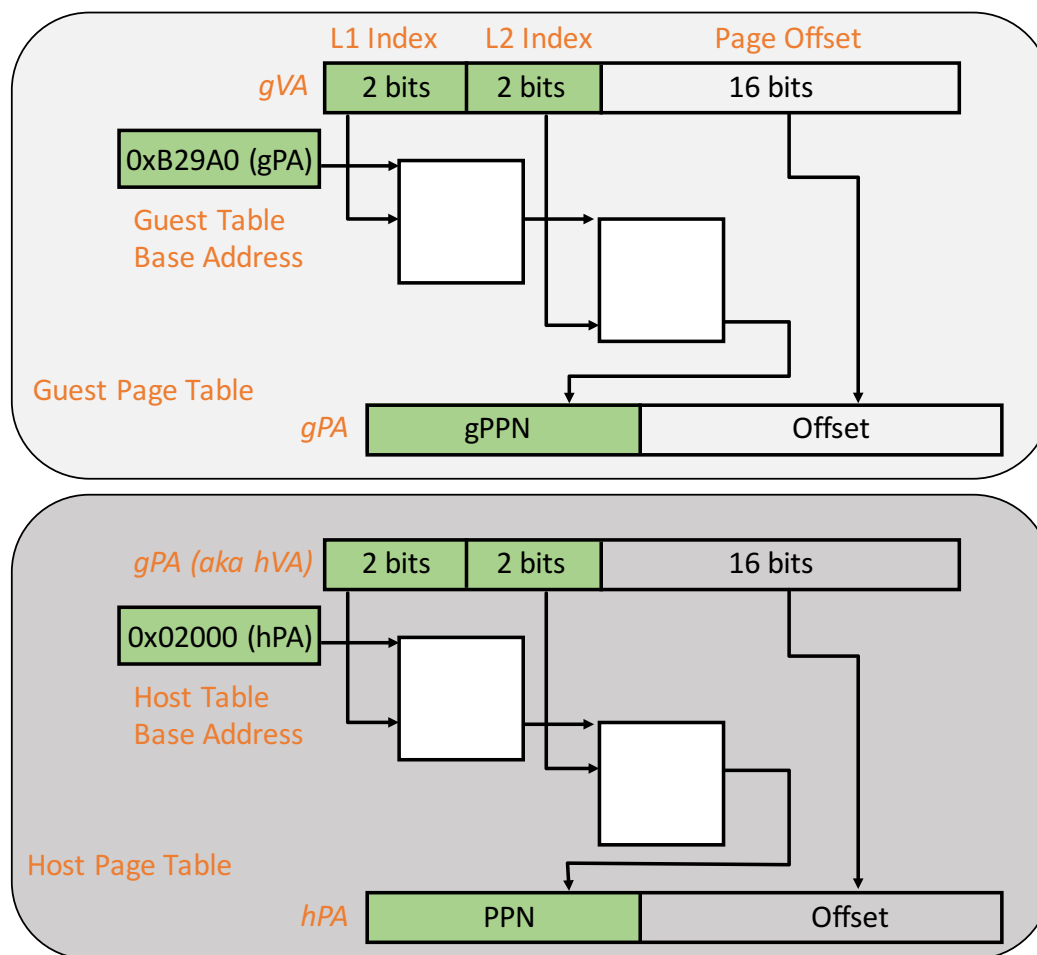 L1 Index L2 Index Page Offset
gVA 2 bits 2 bits 16 bits
0xB29A0 (gPA)
Guest Table
Base Address
Guest Page Table
gPA gPPN Offset
gPA (aka hVA) 2 bits 2 bits 16 bits
0x02000 (hPA)
Host Table
Base Address
Host Page Table
hPA PPN Offset